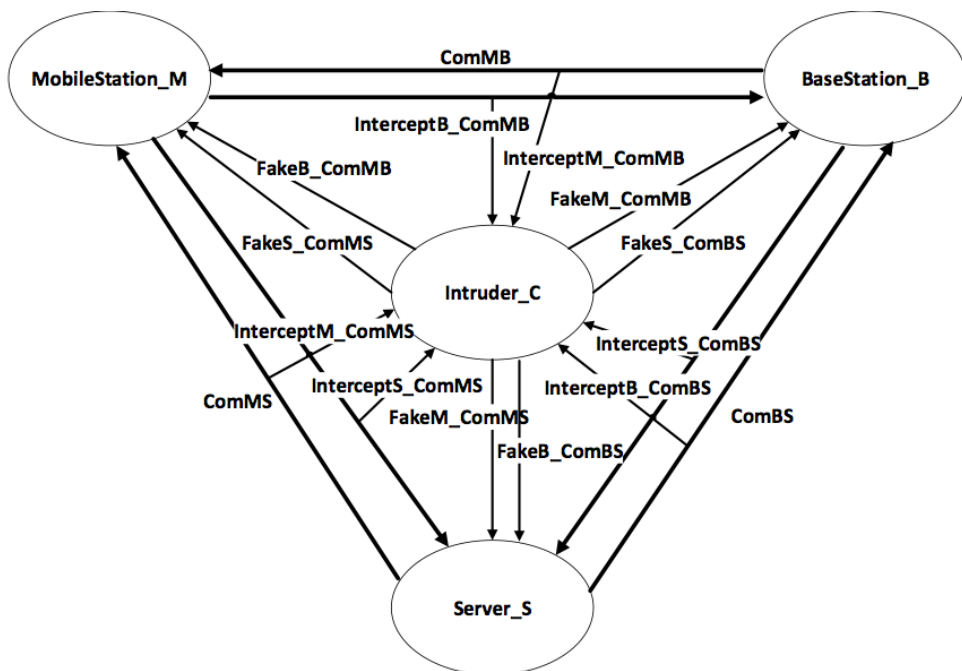 ComMB
MobileStation_M
BaseStation_B
InterceptB_ComMB
InterceptM_ComMB
FakeB_ComMB
FakeM_ComMB
FakeS_ComMS
FakeS_ComBS
Intruder_C
InterceptM_ComMS
InterceptS_ComBS
InterceptS_ComMS
InterceptB_ComBS
ComMS
FakeM_ComMS
ComBS
FakeB_ComBS
Server_S